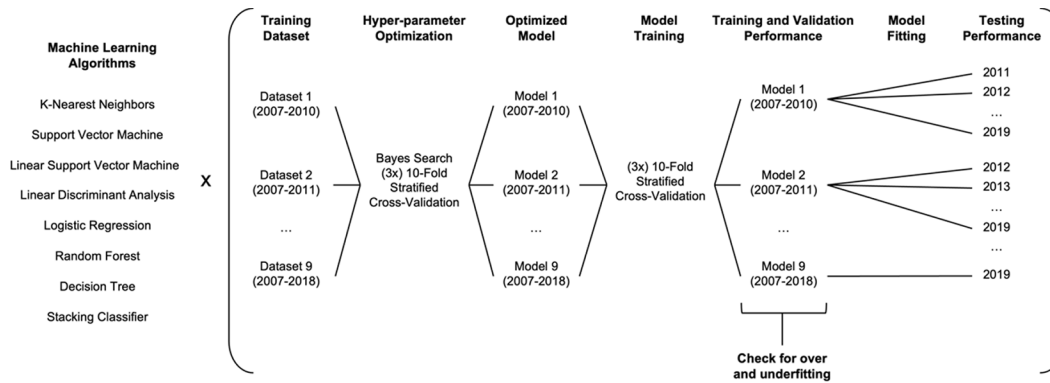 Machine Learning
Algorithms
K-Nearest Neighbors
Support Vector Machine
Linear Support Vector Machine
Linear Discriminant Analysis
Logistic Regression
Random Forest
Decision Tree
Stacking Classifier
X
Training
Dataset
Dataset 1
(2007-2010)
Dataset 2
(2007-2011)
...
Dataset 9
(2007-2018)
Hyper-parameter
Optimization
Bayes Search
(3x) 10-Fold
Stratified
Cross-Validation
Optimized
Model
Model 1
(2007-2010)
Model 2
(2007-2011)
...
Model 9
(2007-2018)
Model
Training
(3x) 10-Fold
Stratified
Cross-Validation
Training and Validation
Performance
Model 1
(2007-2010)
Model 2
(2007-2011)
...
Model 9
(2007-2018)
Check for over
and underfitting
Model
Fitting
Testing
Performance
2011
2012
...
2019
2012
2013
...
2019
...
2019